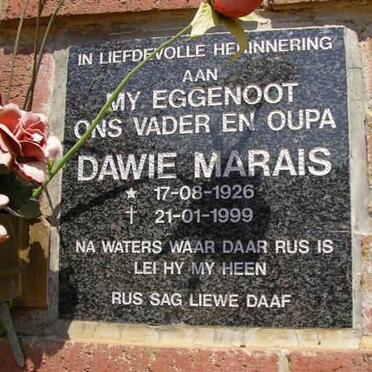 IN LIEFDEVOLLE HERINNERING
AAN
MY EGGENOOT
ONS VADER EN OUPA
DAWIE MARAIS
* 17-08-1926
† 21-01-1999
NA WATERS WAAR DAAR RUS IS
LEI HY MY HEEN
RUS SAG LIEWE DAAF